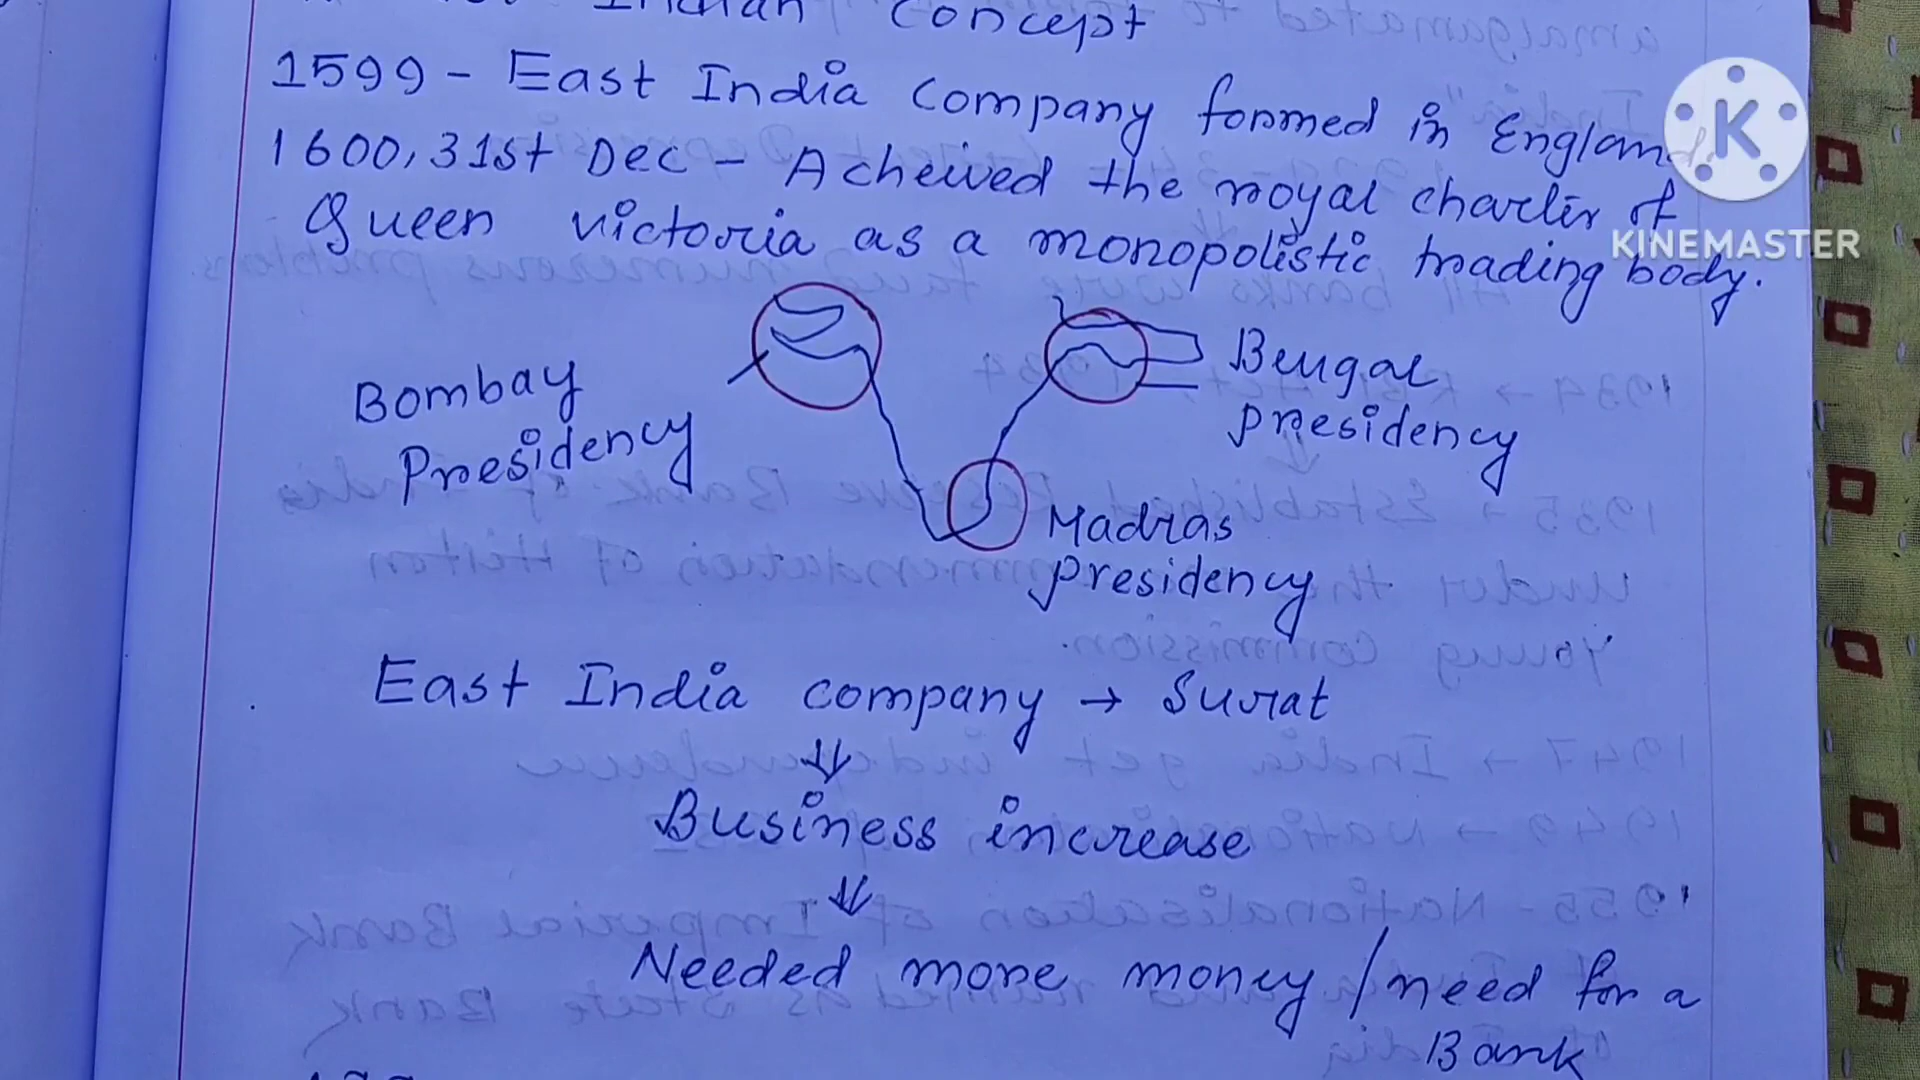 Indian Concept
1599 - East India Company formed in England
1600, 31st Dec - Acheived the royal charter of
Queen victoria as a monopolistic trading body.
KINEMASTER
Bombay
Presidency
Bengal
presidency
Madras
presidency
East India company → Surat
Business increase
Needed more money / need for a
Bank